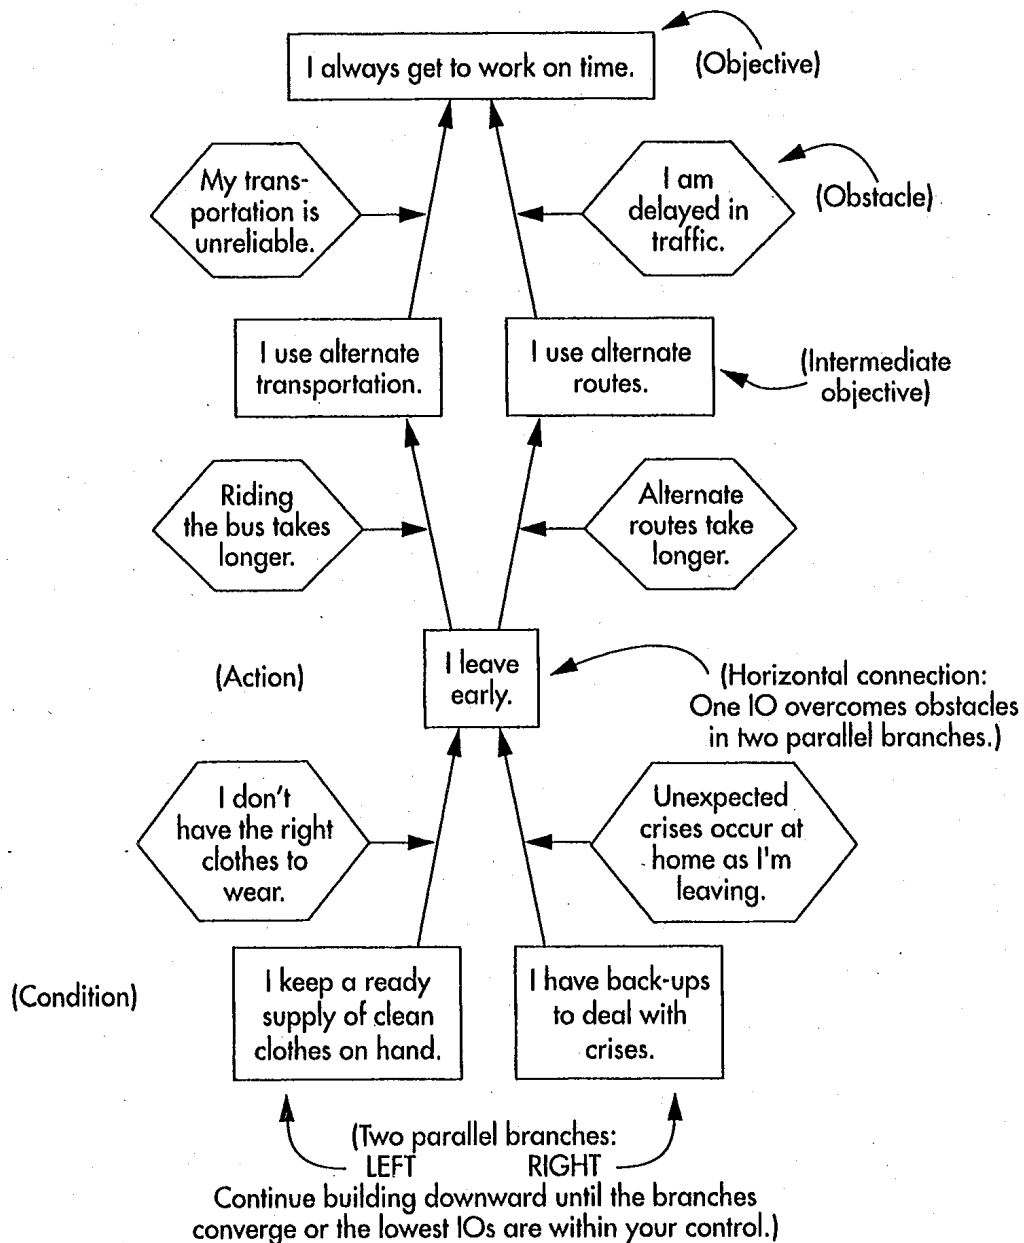 I always get to work on time.
(Objective)
My trans-
portation is
unreliable.
I am
delayed in
traffic.
(Obstacle)
I use alternate
transportation.
I use alternate
routes.
(Intermediate
objective)
Riding
the bus takes
longer.
Alternate
routes take
longer.
(Action)
I leave
early.
(Horizontal connection:
One IO overcomes obstacles
in two parallel branches.)
I don't
have the right
clothes to
wear.
Unexpected
crises occur at
home as I'm
leaving.
(Condition)
I keep a ready
supply of clean
clothes on hand.
I have back-ups
to deal with
crises.
(Two parallel branches:
LEFT RIGHT
Continue building downward until the branches
converge or the lowest IOs are within your control.)